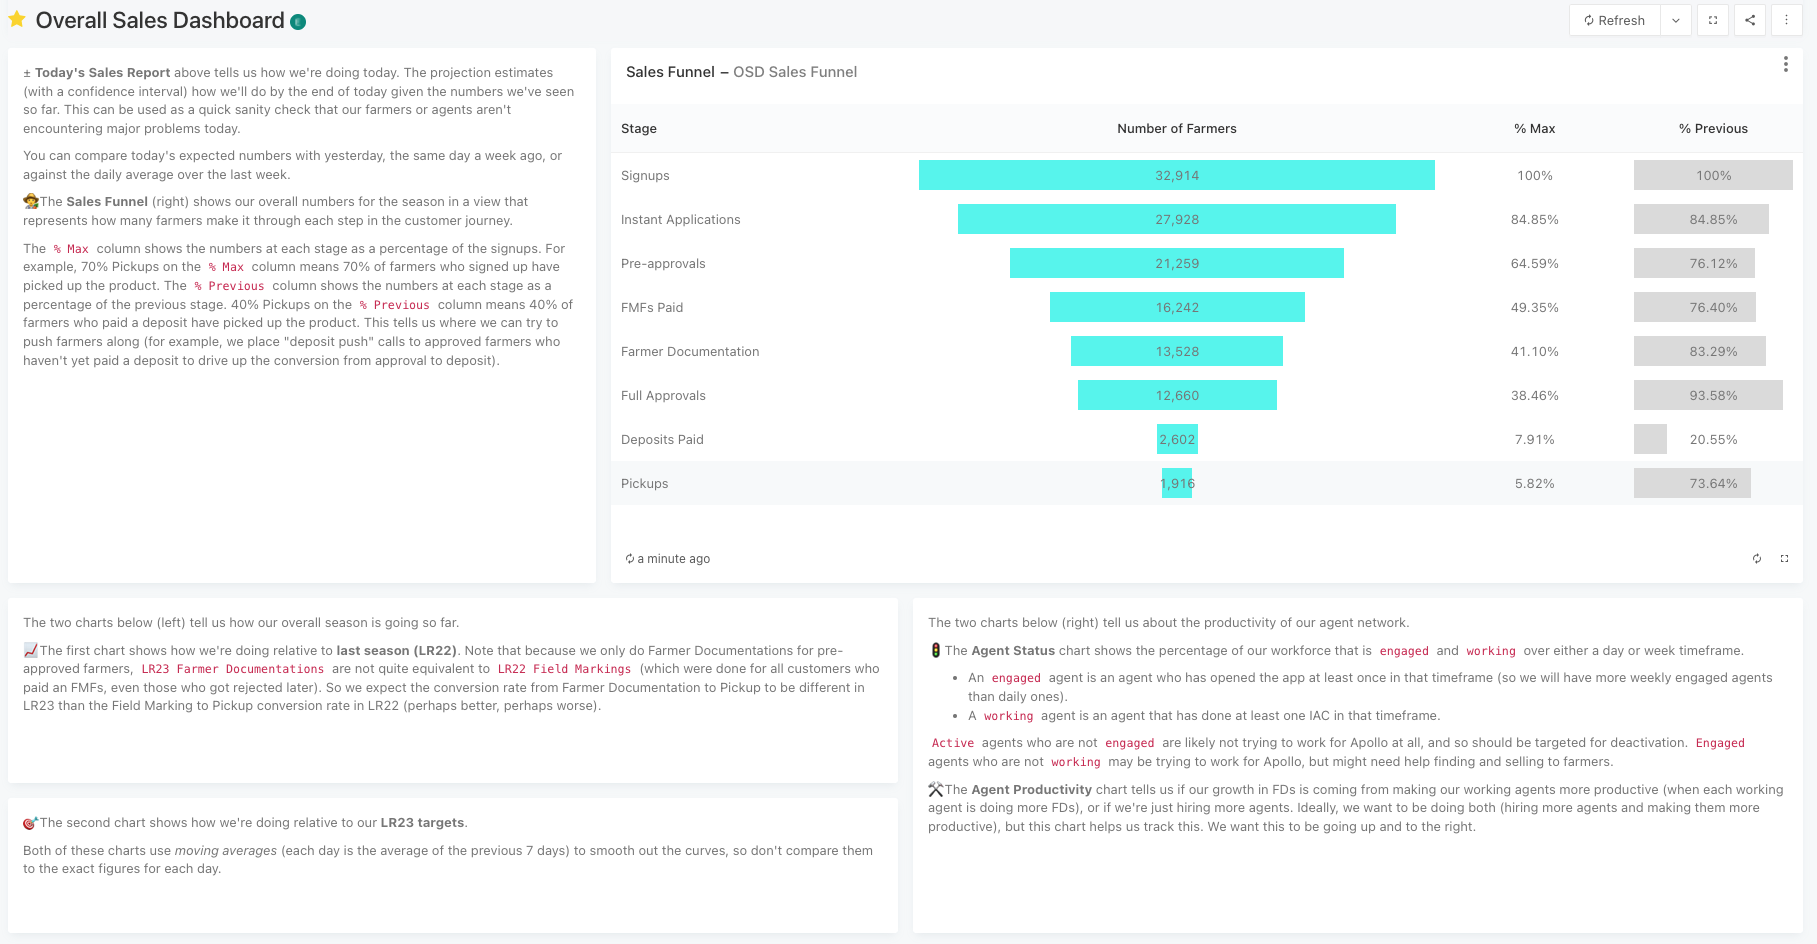 Overall Sales Dashboard
Refresh
± Today's Sales Report above tells us how we're doing today. The projection estimates
(with a confidence interval) how we'll do by the end of today given the numbers we've seen
so far. This can be used as a quick sanity check that our farmers or agents aren't
encountering major problems today.
You can compare today's expected numbers with yesterday, the same day a week ago, or
against the daily average over the last week.
The Sales Funnel (right) shows our overall numbers for the season in a view that
represents how many farmers make it through each step in the customer journey.
The % Max column shows the numbers at each stage as a percentage of the signups. For
example, 70% Pickups on the % Max column means 70% of farmers who signed up have
picked up the product. The % Previous column shows the numbers at each stage as a
percentage of the previous stage. 40% Pickups on the % Previous column means 40% of
farmers who paid a deposit have picked up the product. This tells us where we can try to
push farmers along (for example, we place "deposit push" calls to approved farmers who
haven't yet paid a deposit to drive up the conversion from approval to deposit).
Sales Funnel – OSD Sales Funnel
Stage Number of Farmers % Max % Previous
Signups 32,914 100% 100%
Instant Applications 27,928 84.85% 84.85%
Pre-approvals 21,259 64.59% 76.12%
FMFs Paid 16,242 49.35% 76.40%
Farmer Documentation 13,528 41.10% 83.29%
Full Approvals 12,660 38.46% 93.58%
Deposits Paid 2,602 7.91% 20.55%
Pickups 1,916 5.82% 73.64%
a minute ago
The two charts below (left) tell us how our overall season is going so far.
The first chart shows how we're doing relative to last season (LR22). Note that because we only do Farmer Documentations for pre-
approved farmers, LR23 Farmer Documentations are not quite equivalent to LR22 Field Markings (which were done for all customers who
paid an FMFs, even those who got rejected later). So we expect the conversion rate from Farmer Documentation to Pickup to be different in
LR23 than the Field Marking to Pickup conversion rate in LR22 (perhaps better, perhaps worse).
The second chart shows how we're doing relative to our LR23 targets.
Both of these charts use moving averages (each day is the average of the previous 7 days) to smooth out the curves, so don't compare them
to the exact figures for each day.
The two charts below (right) tell us about the productivity of our agent network.
The Agent Status chart shows the percentage of our workforce that is engaged and working over either a day or week timeframe.
• An engaged agent is an agent who has opened the app at least once in that timeframe (so we will have more weekly engaged agents
than daily ones).
• A working agent is an agent that has done at least one IAC in that timeframe.
Active agents who are not engaged are likely not trying to work for Apollo at all, and so should be targeted for deactivation. Engaged
agents who are not working may be trying to work for Apollo, but might need help finding and selling to farmers.
The Agent Productivity chart tells us if our growth in FDs is coming from making our working agents more productive (when each working
agent is doing more FDs), or if we're just hiring more agents. Ideally, we want to be doing both (hiring more agents and making them more
productive), but this chart helps us track this. We want this to be going up and to the right.